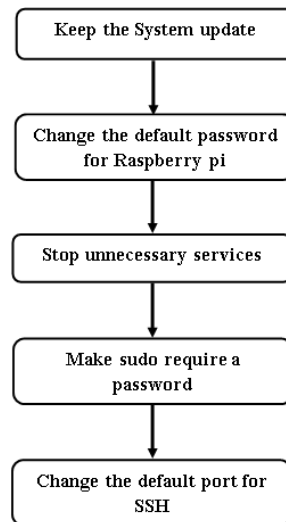 Keep the System update
Change the default password
for Raspberry pi
Stop unnecessary services
Make sudo require a
password
Change the default port for
SSH